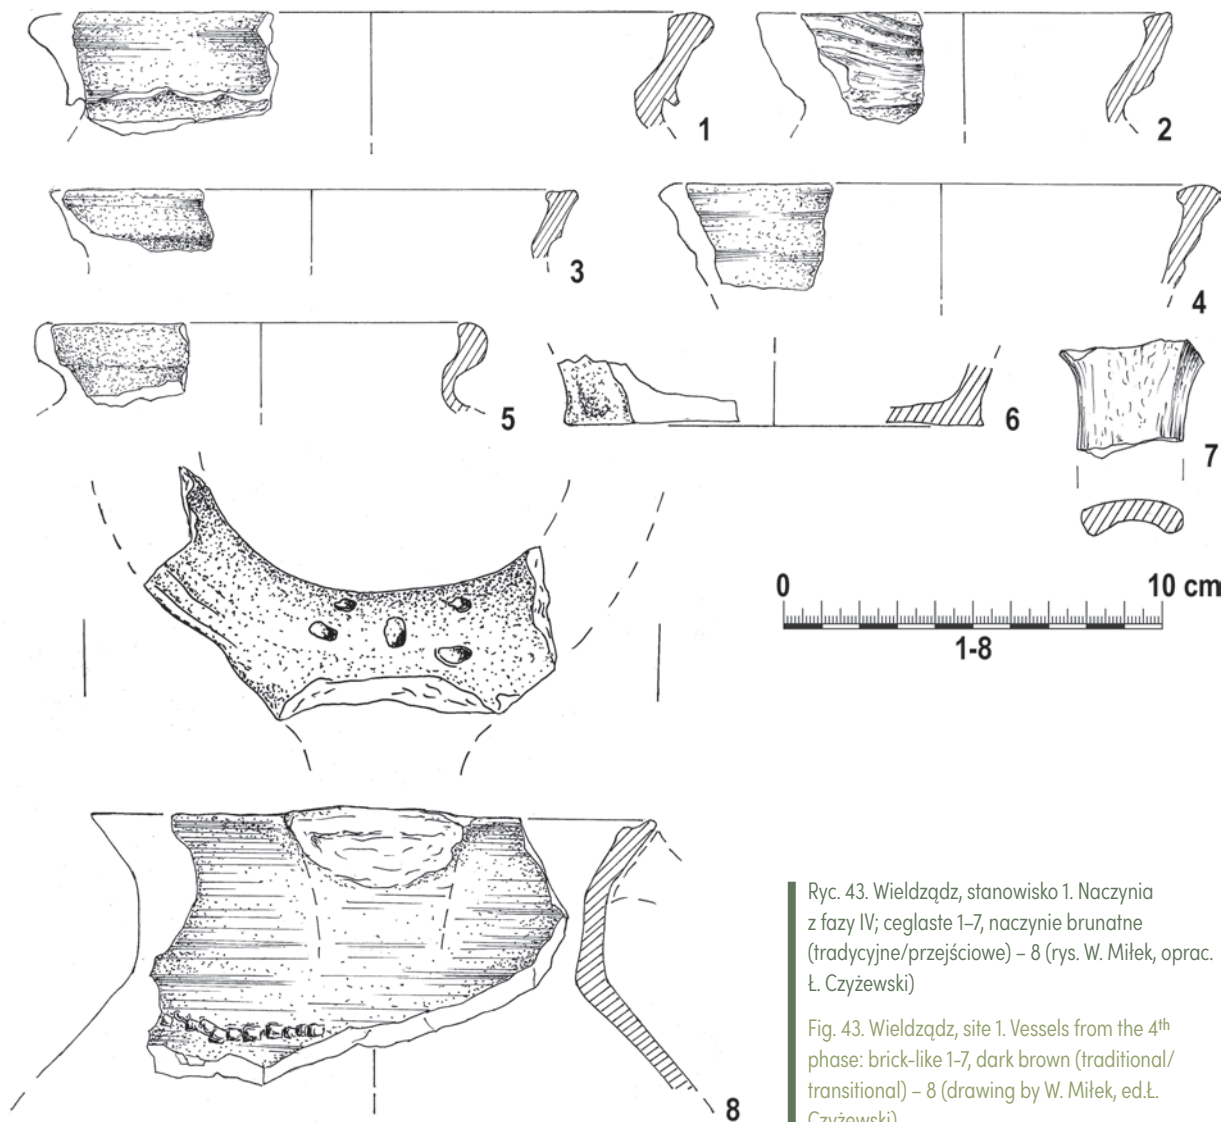 1
2
3
4
5
6
7
0 10 cm
1-8
8
Ryc. 43. Wieldządz, stanowisko 1. Naczynia
z fazy IV; ceglaste 1–7, naczynie brunatne
(tradycyjne/przejściowe) – 8 (rys. W. Miłek, oprac.
Ł. Czyżewski)
Fig. 43. Wieldządz, site 1. Vessels from the 4th
phase: brick-like 1-7, dark brown (traditional/
transitional) – 8 (drawing by W. Miłek, ed.Ł.
Czyżewski)